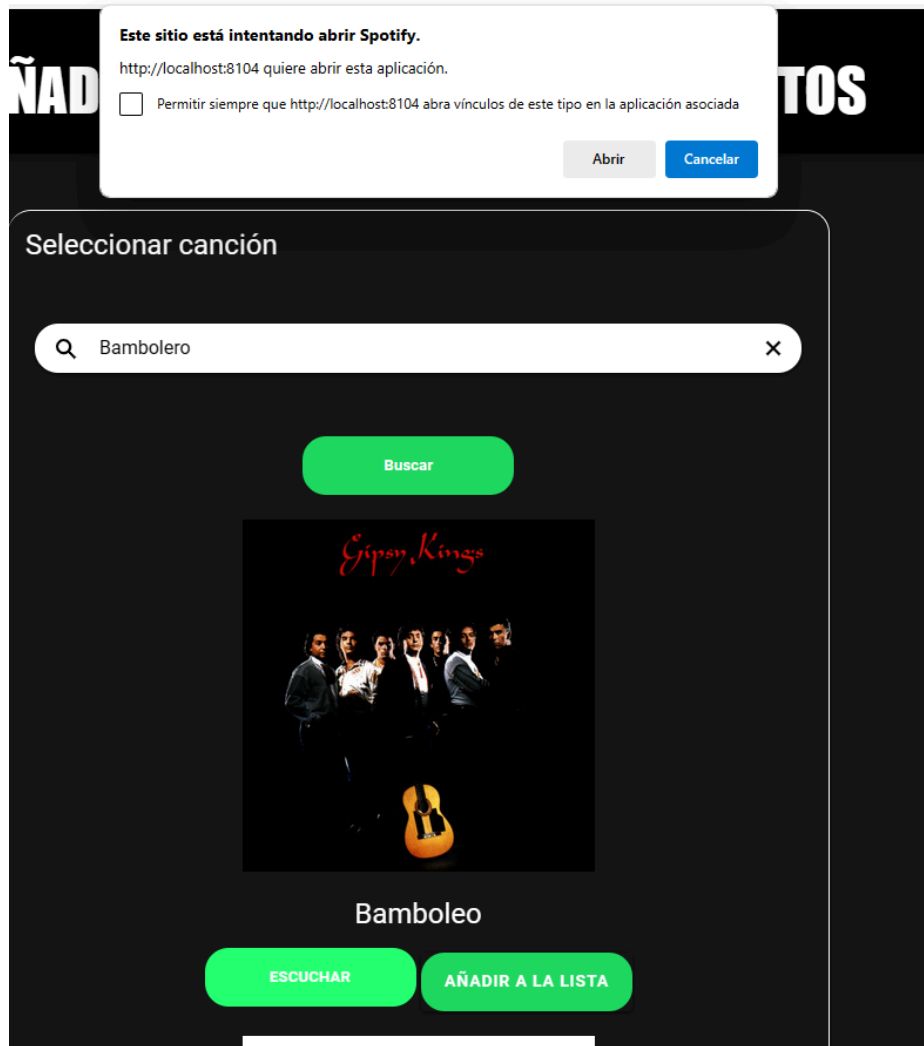 Este sitio está intentando abrir Spotify.
http://localhost:8104 quiere abrir esta aplicación.
Permitir siempre que http://localhost:8104 abra vínculos de este tipo en la aplicación asociada
Abrir
Cancelar
ÑAD
TOS
Seleccionar canción
Bambolero
Buscar
Gipsy Kings
Bamboleo
ESCUCHAR
AÑADIR A LA LISTA